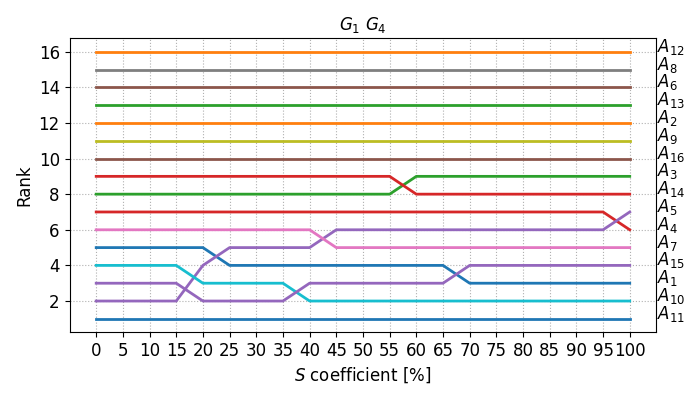 G₁ G₄
16
14
12
10
8
6
4
2
Rank
A₁₂
A₈
A₆
A₁₃
A₂
A₉
A₁₆
A₃
A₁₄
A₅
A₄
A₇
A₁₅
A₁
A₁₀
A₁₁
0 5 10 15 20 25 30 35 40 45 50 55 60 65 70 75 80 85 90 95 100
S coefficient [%]